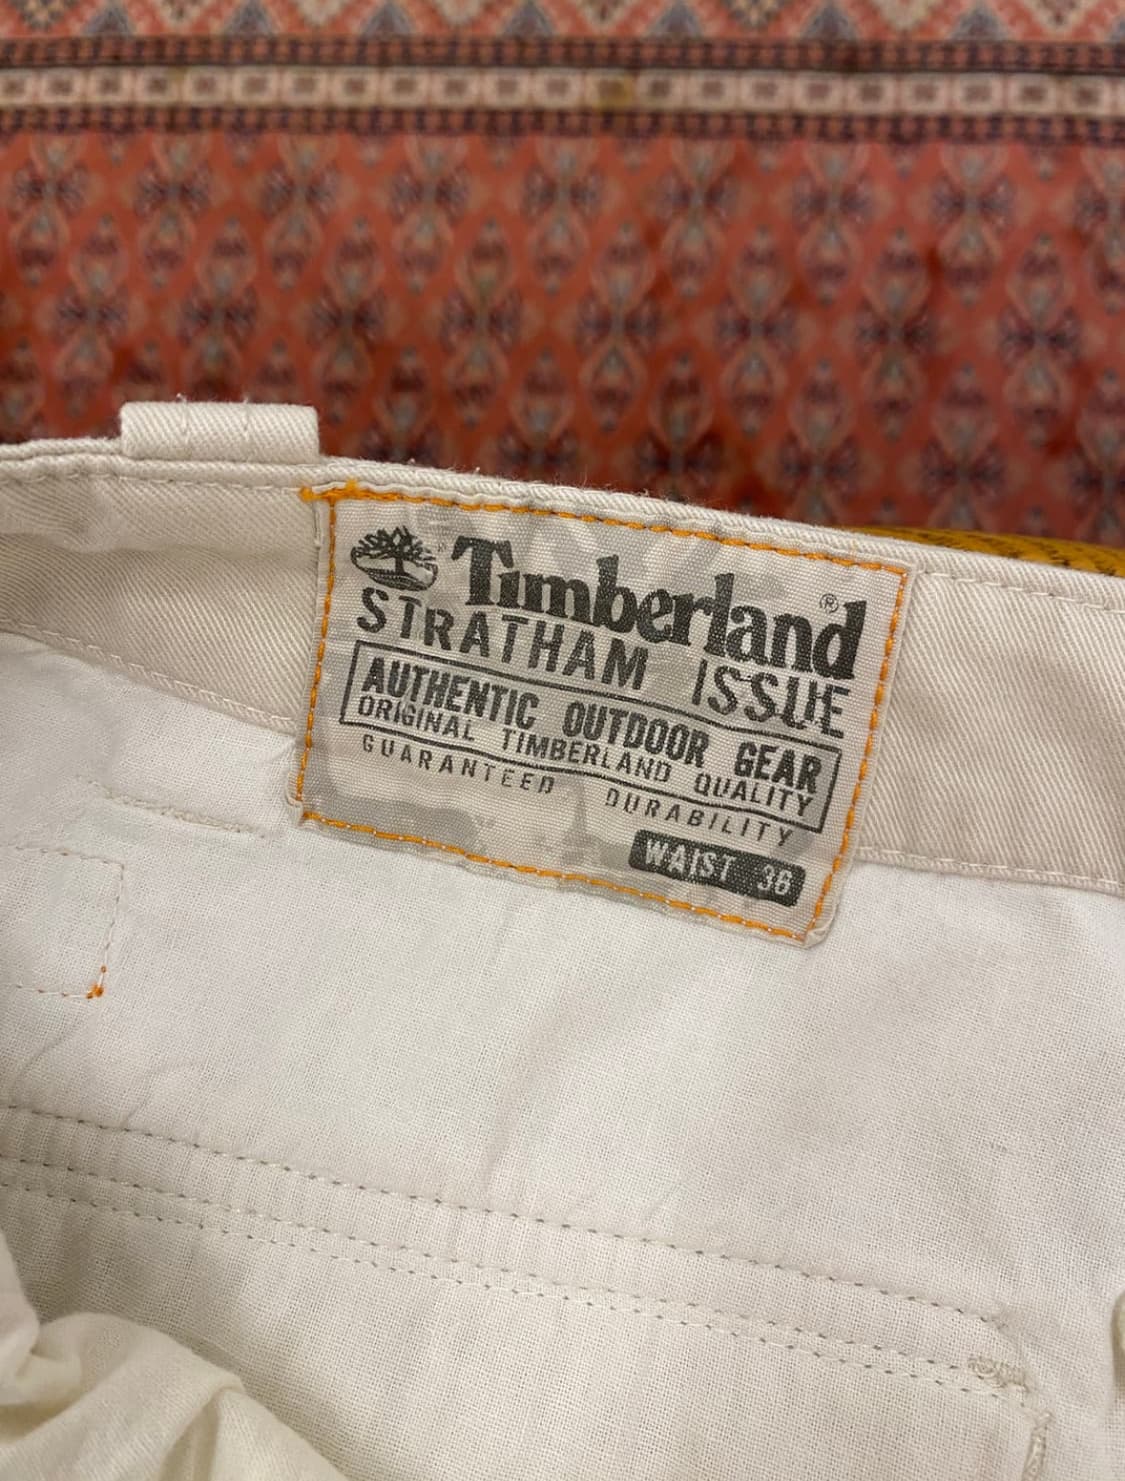 Timberland®
STRATHAM ISSUE
AUTHENTIC OUTDOOR GEAR
ORIGINAL TIMBERLAND QUALITY
GUARANTEED DURABILITY
WAIST 36